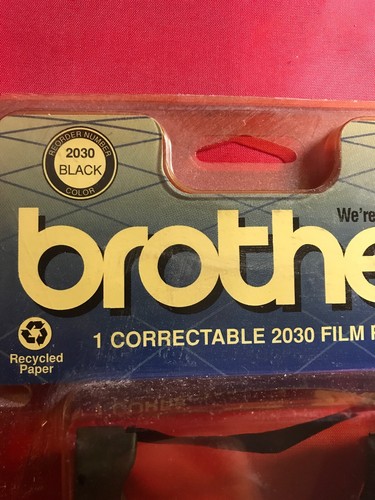 REORDER NUMBER
2030
BLACK
COLOR
We're
brothe
1 CORRECTABLE 2030 FILM
Recycled
Paper